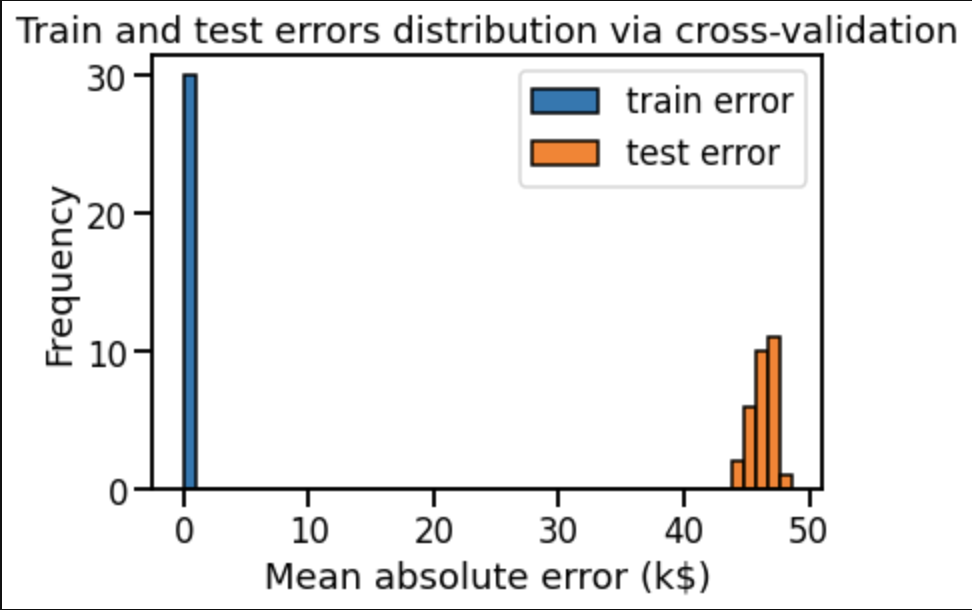 Train and test errors distribution via cross-validation
train error
test error
Frequency
30
20
10
0
0 10 20 30 40 50
Mean absolute error (k$)